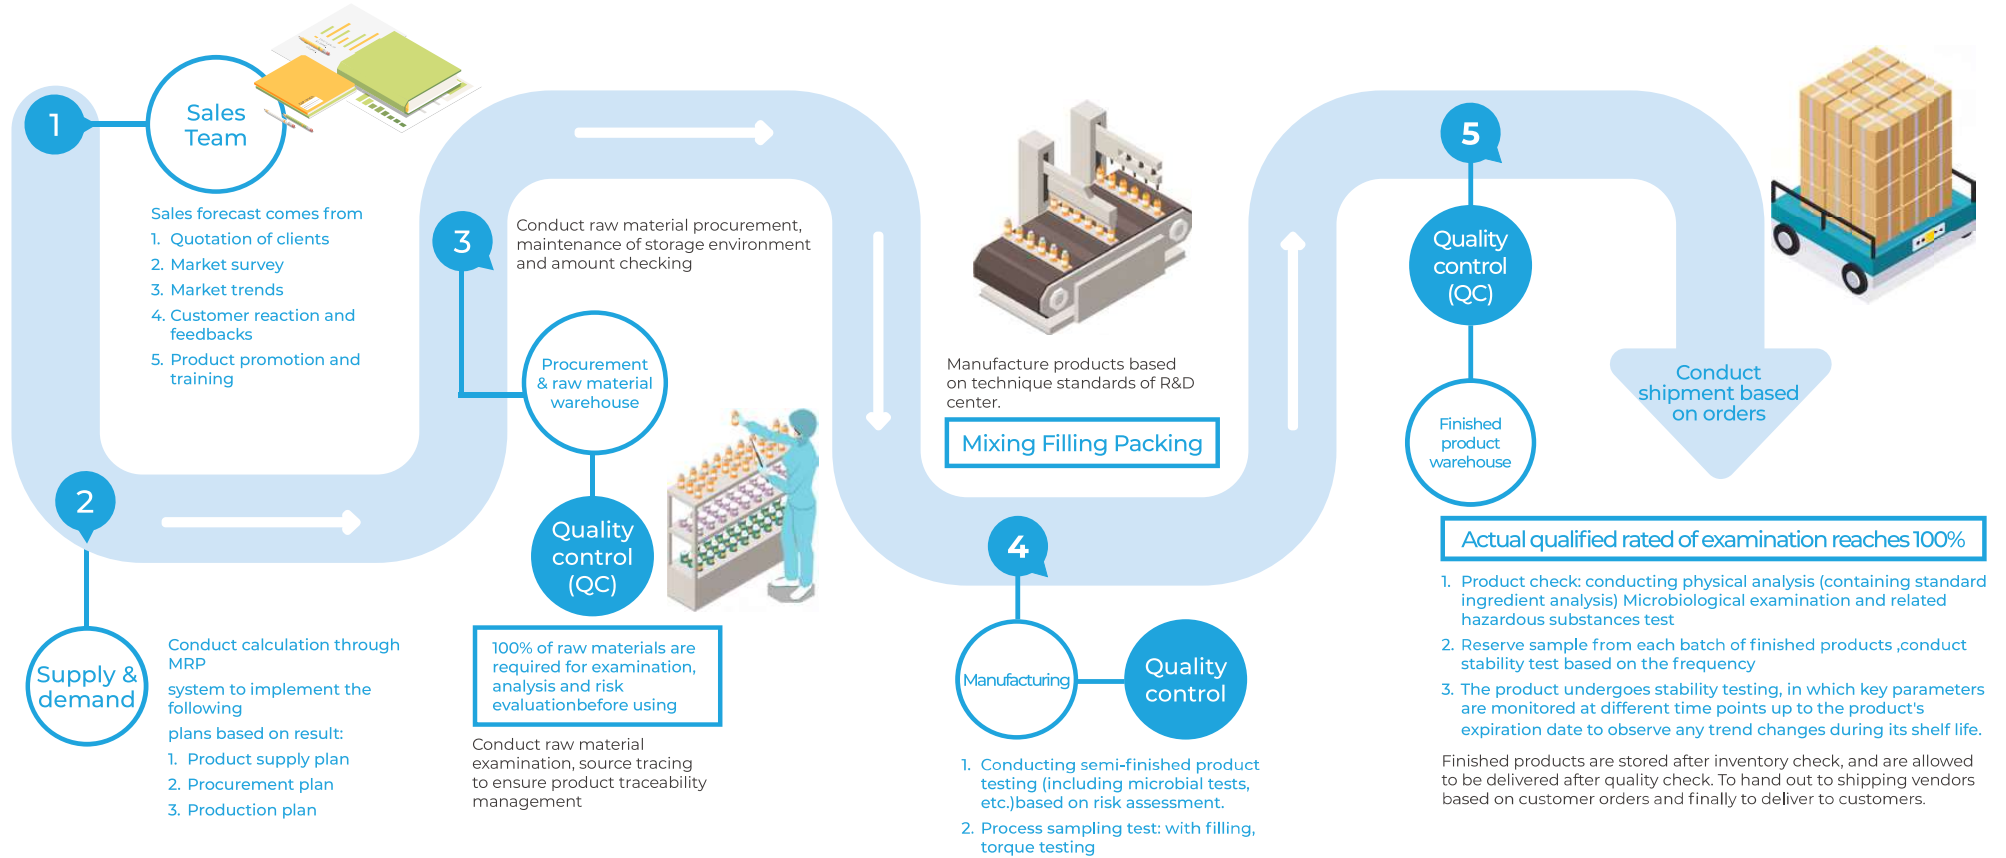 1
Sales
Team
Sales forecast comes from
1. Quotation of clients
2. Market survey
3. Market trends
4. Customer reaction and
feedbacks
5. Product promotion and
training
2
Supply &
demand
Conduct calculation through
MRP
system to implement the
following
plans based on result:
1. Product supply plan
2. Procurement plan
3. Production plan
3
Conduct raw material procurement,
maintenance of storage environment
and amount checking
Procurement
& raw material
warehouse
Quality
control
(QC)
100% of raw materials are
required for examination,
analysis and risk
evaluationbefore using
Conduct raw material
examination, source tracing
to ensure product traceability
management
Manufacture products based
on technique standards of R&D
center.
Mixing Filling Packing
4
Manufacturing
Quality
control
1. Conducting semi-finished product
testing (including microbial tests,
etc.)based on risk assessment.
2. Process sampling test: with filling,
torque testing
5
Quality
control
(QC)
Finished
product
warehouse
Conduct
shipment based
on orders
Actual qualified rated of examination reaches 100%
1. Product check: conducting physical analysis (containing standard
ingredient analysis) Microbiological examination and related
hazardous substances test
2. Reserve sample from each batch of finished products ,conduct
stability test based on the frequency
3. The product undergoes stability testing, in which key parameters
are monitored at different time points up to the product's
expiration date to observe any trend changes during its shelf life.
Finished products are stored after inventory check, and are allowed
to be delivered after quality check. To hand out to shipping vendors
based on customer orders and finally to deliver to customers.